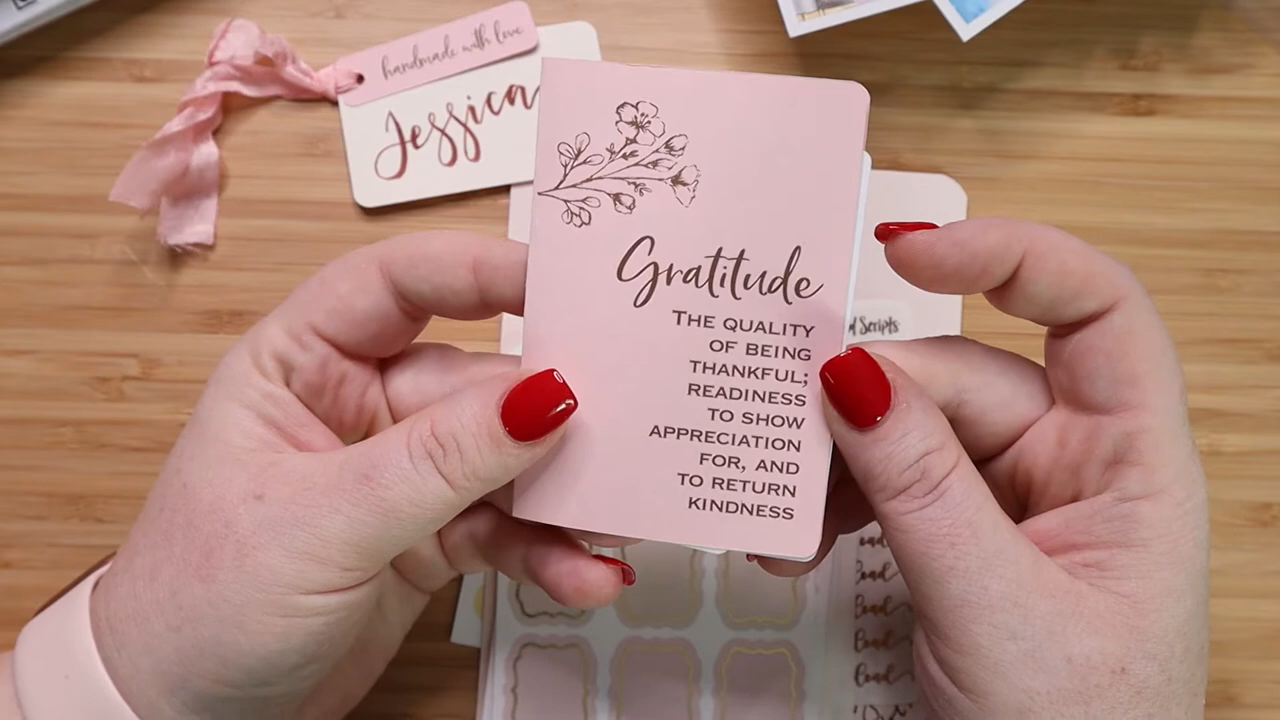 handmade with love
Jessica
Gratitude
THE QUALITY
OF BEING
THANKFUL;
READINESS
TO SHOW
APPRECIATION
FOR, AND
TO RETURN
KINDNESS
Scripts